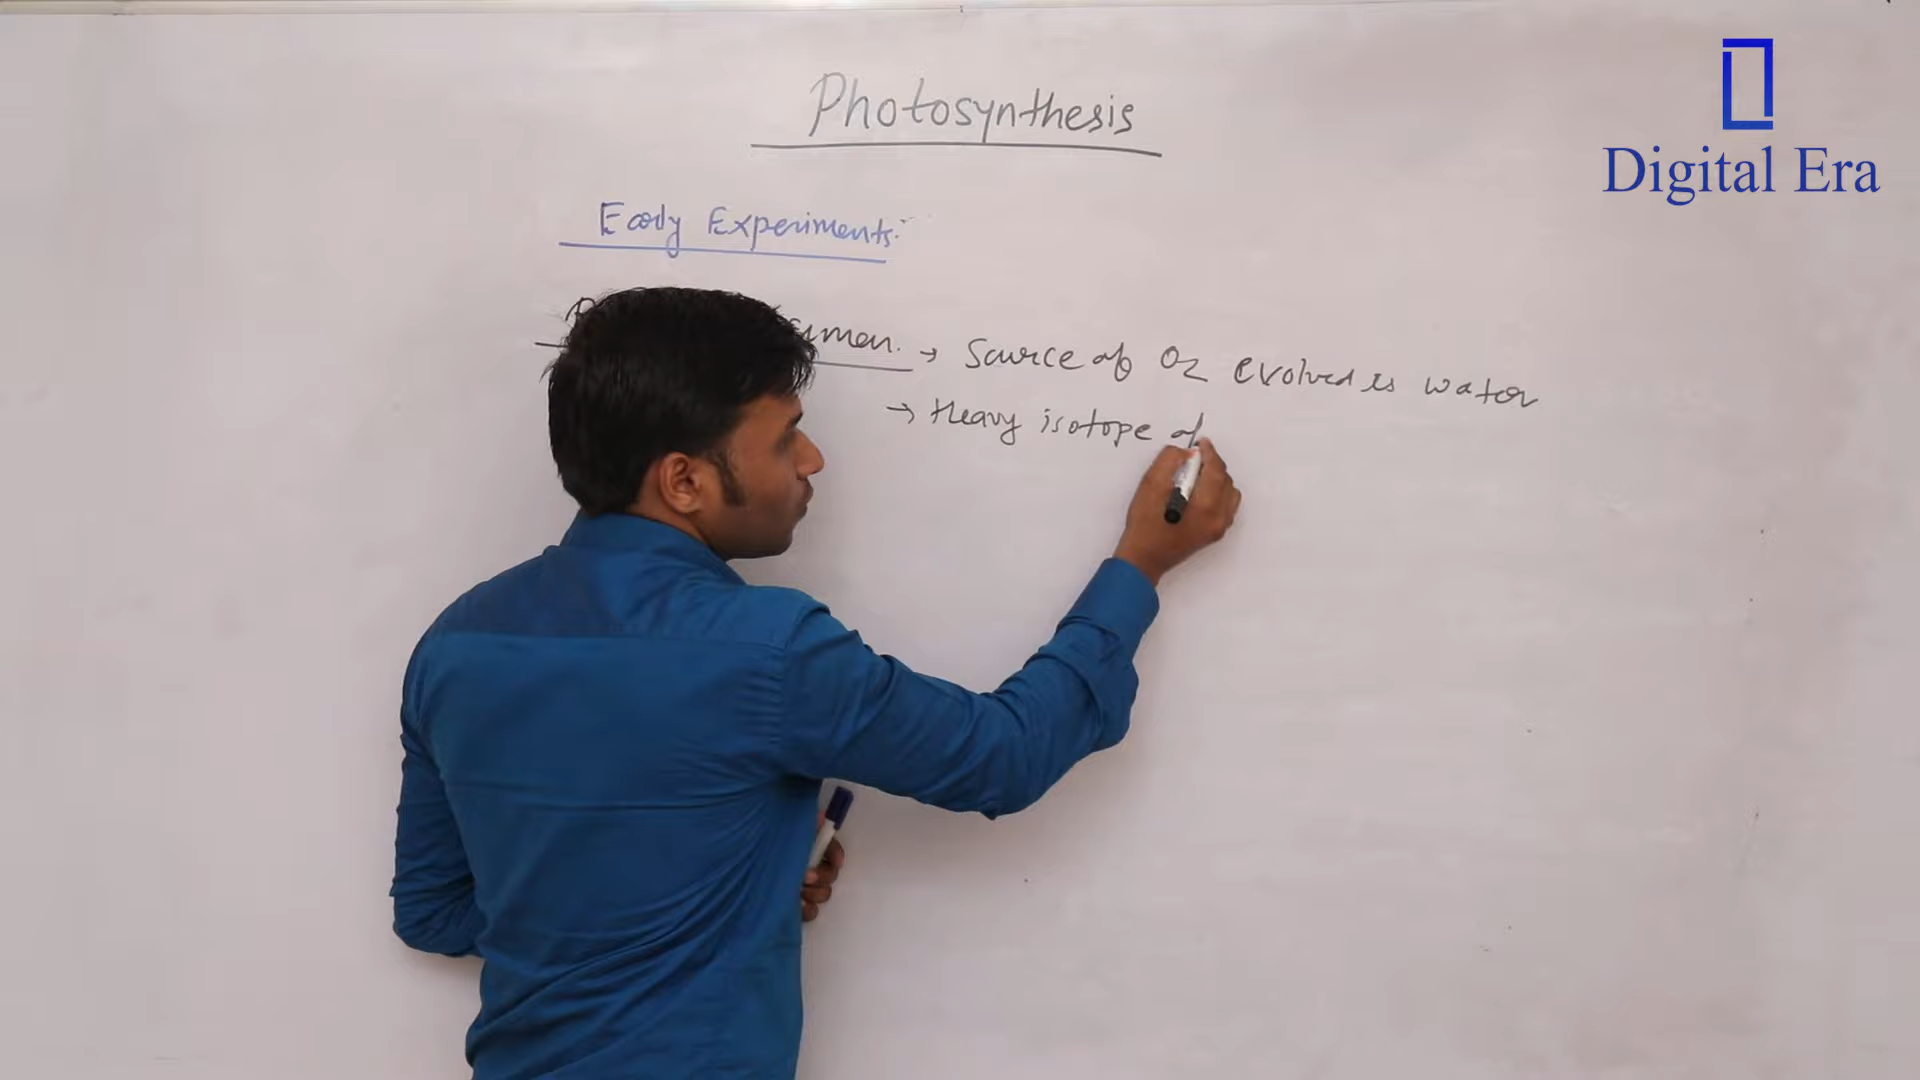 Photosynthesis
Digital Era
Early Experiments:-
→ Source of O2 evolved is water
→ Heavy isotope of